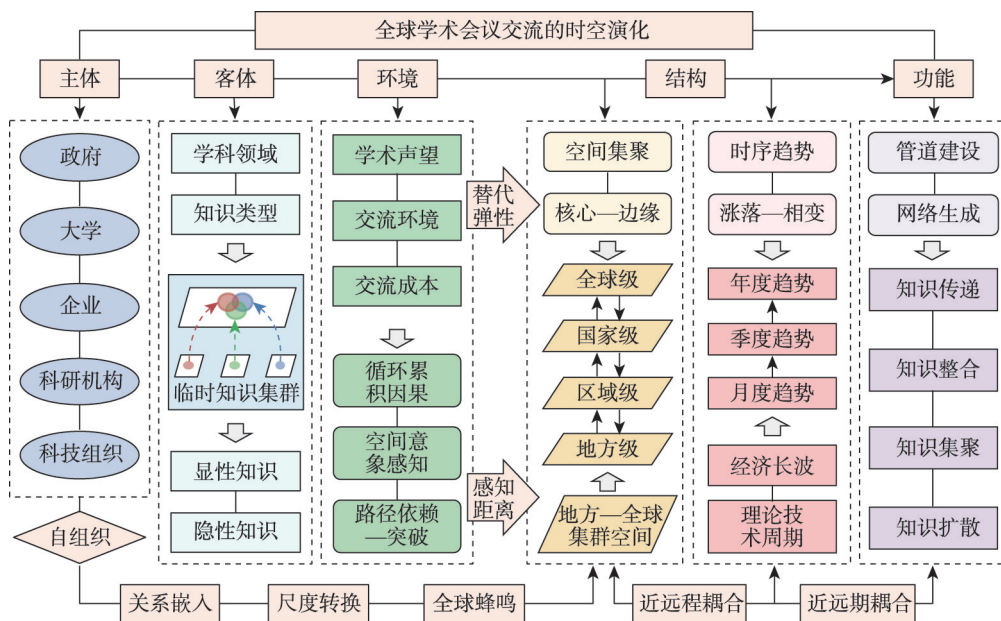 全球学术会议交流的时空演化
主体
客体
环境
结构
功能
政府
大学
企业
科研机构
科技组织
自组织
学科领域
知识类型
临时知识集群
显性知识
隐性知识
学术声望
交流环境
交流成本
循环累
积因果
空间意
象感知
路径依赖
—突破
替代
弹性
感知
距离
空间集聚
核心—边缘
全球级
国家级
区域级
地方级
地方—全球
集群空间
时序趋势
涨落—相变
年度趋势
季度趋势
月度趋势
经济长波
理论技
术周期
管道建设
网络生成
知识传递
知识整合
知识集聚
知识扩散
关系嵌入
尺度转换
全球蜂鸣
近远程耦合
近远期耦合